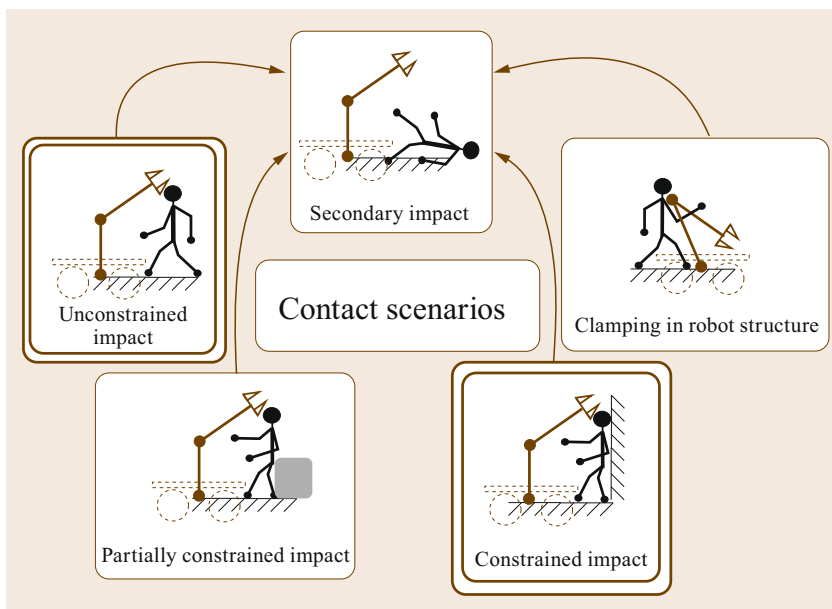 Secondary impact
Unconstrained
impact
Contact scenarios
Clamping in robot structure
Partially constrained impact
Constrained impact